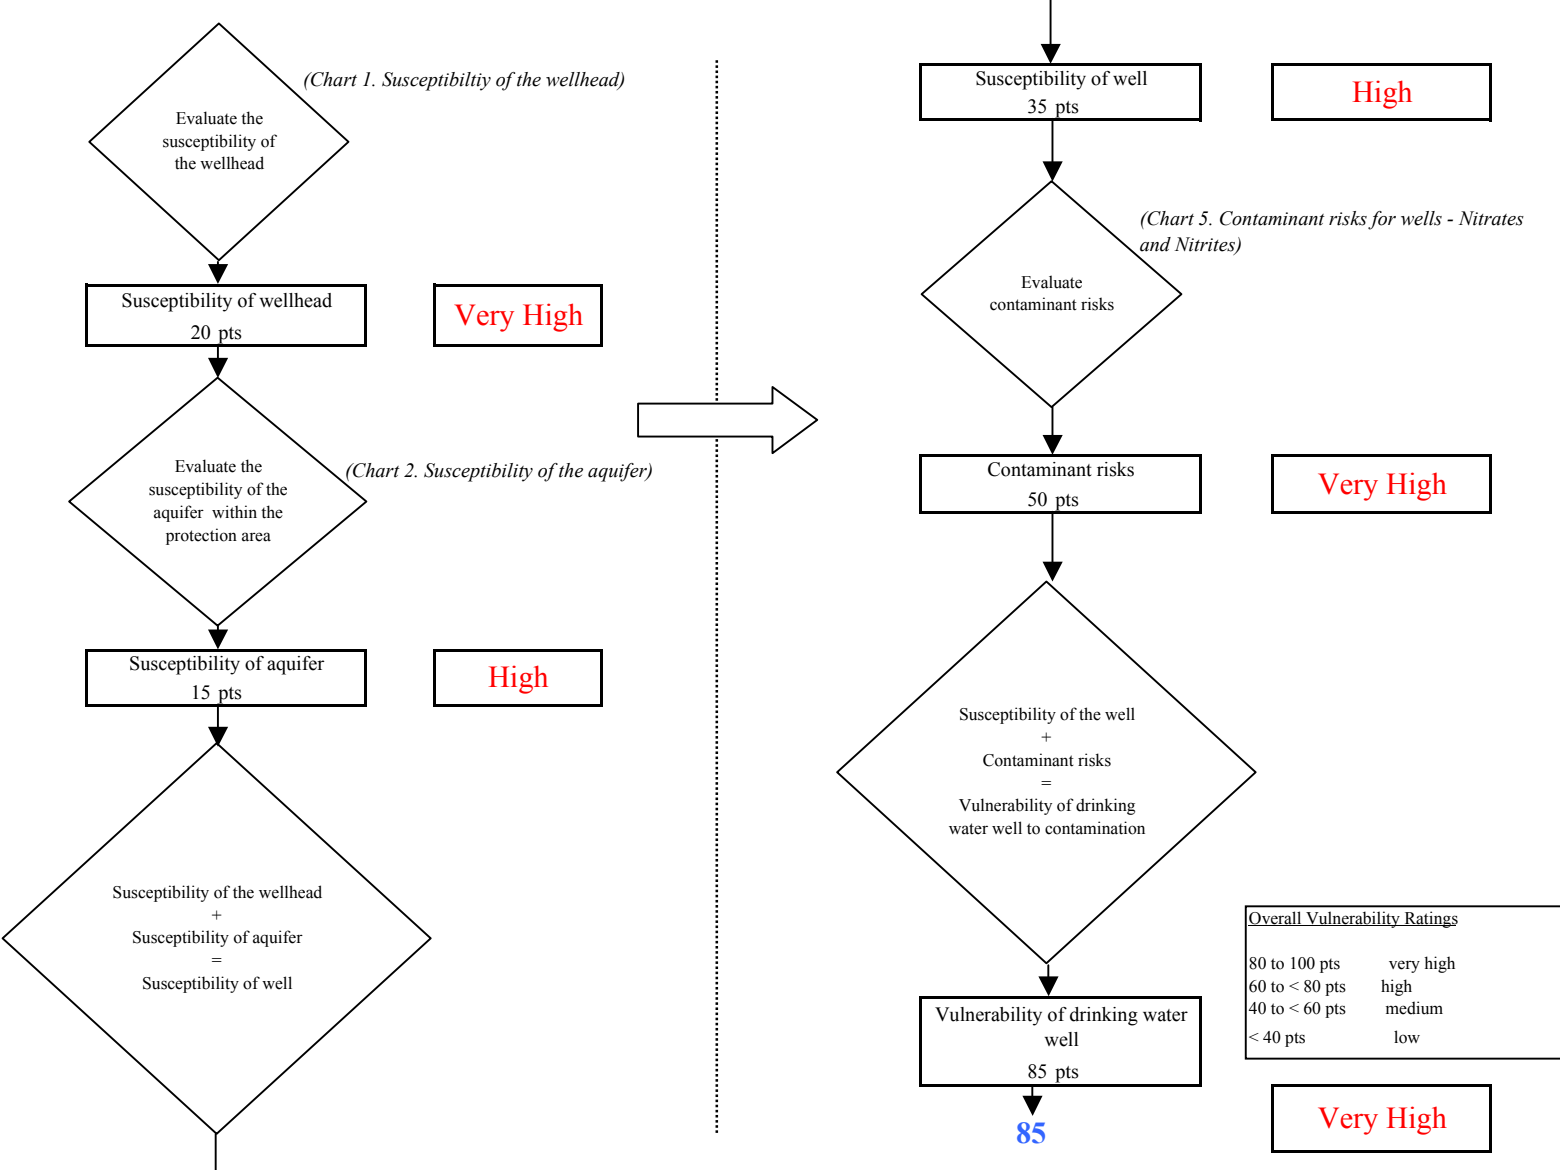 (Chart 1. Susceptibiltiy of the wellhead)
Evaluate the
susceptibility of
the wellhead
Susceptibility of wellhead
20 pts
Very High
(Chart 2. Susceptibility of the aquifer)
Evaluate the
susceptibility of the
aquifer within the
protection area
Susceptibility of aquifer
15 pts
High
Susceptibility of the wellhead
+
Susceptibility of aquifer
=
Susceptibility of well
Susceptibility of well
35 pts
High
(Chart 5. Contaminant risks for wells - Nitrates
and Nitrites)
Evaluate
contaminant risks
Contaminant risks
50 pts
Very High
Susceptibility of the well
+
Contaminant risks
=
Vulnerability of drinking
water well to contamination
Overall Vulnerability Ratings
80 to 100 pts very high
60 to < 80 pts high
40 to < 60 pts medium
< 40 pts low
Vulnerability of drinking water
well
85 pts
85
Very High